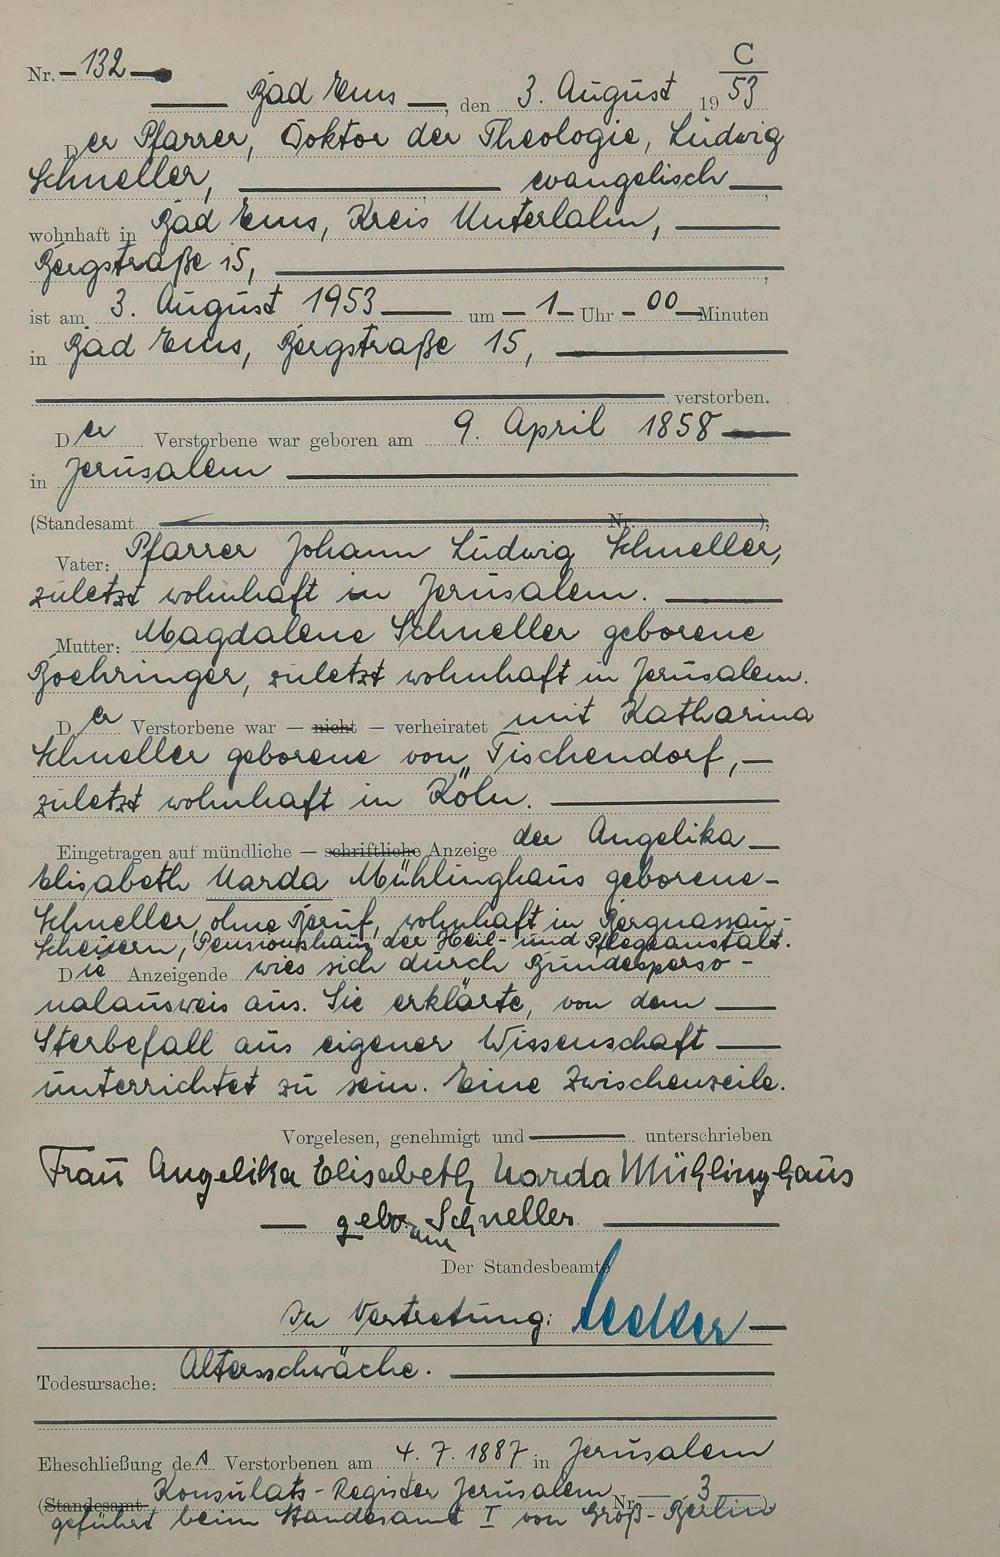 C
Nr. 132
53
Bad Ems, den 3. August 1953
Der Pfarrer, Doktor der Theologie, Ludwig
Schneller, evangelisch,
wohnhaft in Bad Ems, Kreis Unterlahn,
Bergstraße 15,
ist am 3. August 1953 um 1 Uhr 00 Minuten
in Bad Ems, Bergstraße 15,
verstorben.
Der Verstorbene war geboren am 9. April 1858
in Jerusalem
(Standesamt Nr. ),
Vater: Pfarrer Johann Ludwig Schneller,
zuletzt wohnhaft in Jerusalem.
Mutter: Magdalene Schneller geborene
Boehringer, zuletzt wohnhaft in Jerusalem.
Der Verstorbene war — nicht — verheiratet mit Katharina
Schneller geborene von Tischendorf,
zuletzt wohnhaft in Köln.
Eingetragen auf mündliche — schriftliche Anzeige der Angelika
Elisabeth Warda Mühlinghaus geborene
Schneller, ohne Beruf, wohnhaft in Bergnassau-
Scheuern, Pensionshaus der Heil- und Pflegeanstalt.
Die Anzeigende wies sich durch Bundesperso-
nalausweis aus. Sie erklärte, von dem
Sterbefall aus eigener Wissenschaft
unterrichtet zu sein. Eine Zwischenzeile.
Vorgelesen, genehmigt und unterschrieben
Frau Angelika Elisabeth Warda Mühlinghaus
geborene Schneller
Der Standesbeamte
In Vertretung:
Todesursache: Altersschwäche.
Eheschließung des Verstorbenen am 4.7.1887 in Jerusalem
(Standesamt Konsulats-Register Jerusalem Nr. 3)
geführt beim Standesamt I von Groß-Berlin